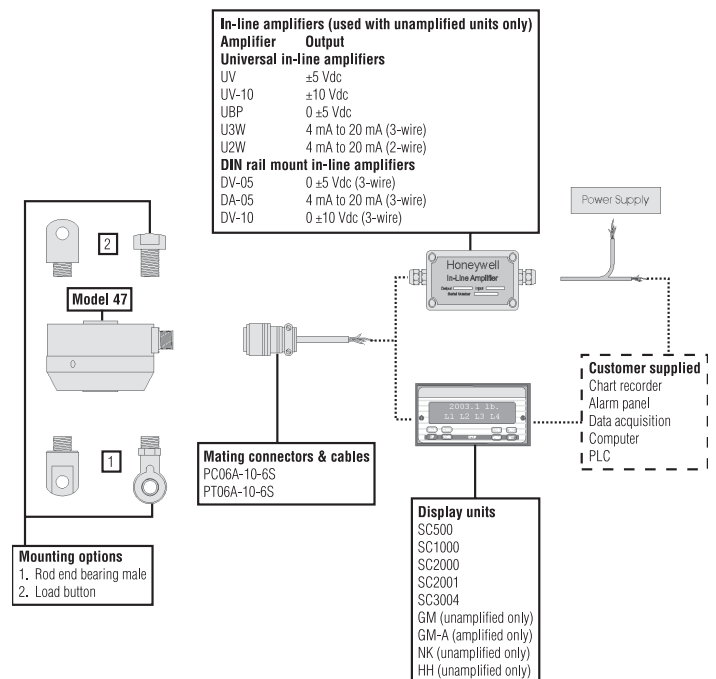 In-line amplifiers (used with unamplified units only)
Amplifier Output
Universal in-line amplifiers
UV ±5 Vdc
UV-10 ±10 Vdc
UBP 0 ±5 Vdc
U3W 4 mA to 20 mA (3-wire)
U2W 4 mA to 20 mA (2-wire)
DIN rail mount in-line amplifiers
DV-05 0 ±5 Vdc (3-wire)
DA-05 4 mA to 20 mA (3-wire)
DV-10 0 ±10 Vdc (3-wire)
Power Supply
2
Honeywell
In-Line Amplifier
Output Input
Serial Number
Model 47
0
2003.1 lb.
L1 L2 L3 L4
Customer supplied
Chart recorder
Alarm panel
Data acquisition
Computer
PLC
1
Mating connectors & cables
PC06A-10-6S
PT06A-10-6S
Mounting options
1. Rod end bearing male
2. Load button
Display units
SC500
SC1000
SC2000
SC2001
SC3004
GM (unamplified only)
GM-A (amplified only)
NK (unamplified only)
HH (unamplified only)